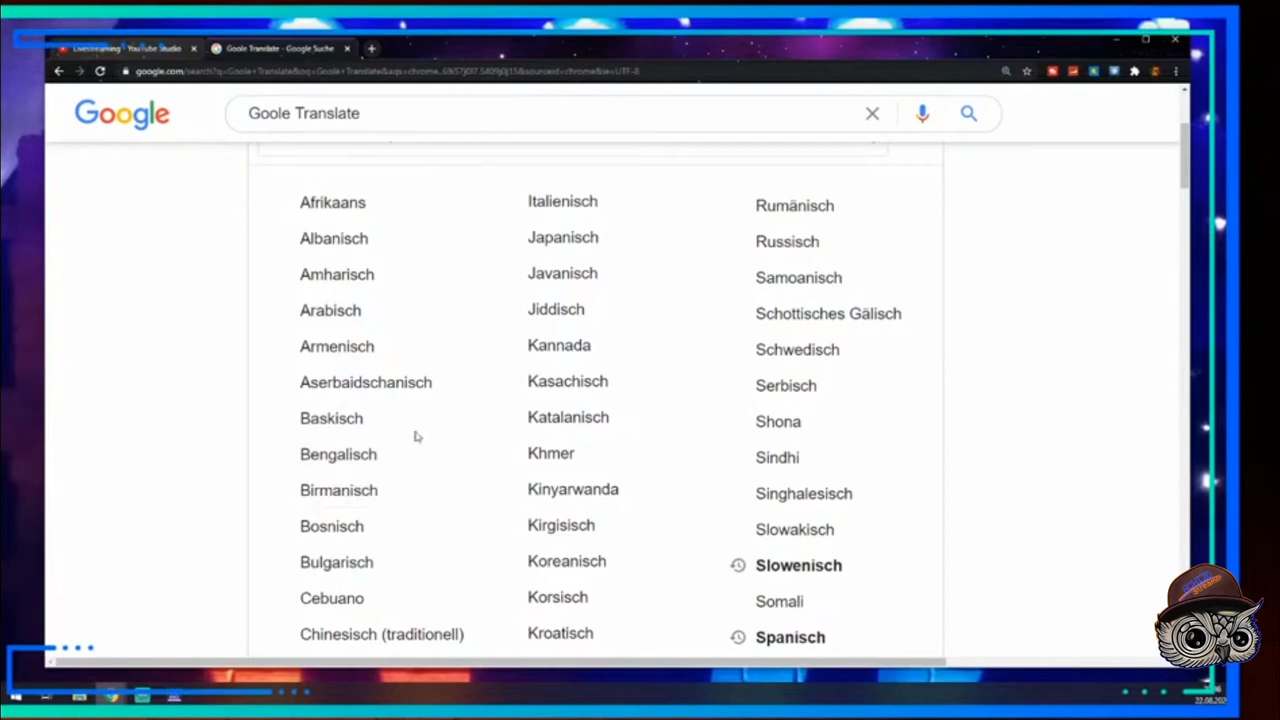 Livestreaming - YouTube Studio
Goole Translate - Google Suche
Google
Goole Translate
Afrikaans
Albanisch
Amharisch
Arabisch
Armenisch
Aserbaidschanisch
Baskisch
Bengalisch
Birmanisch
Bosnisch
Bulgarisch
Cebuano
Chinesisch (traditionell)
Italienisch
Japanisch
Javanisch
Jiddisch
Kannada
Kasachisch
Katalanisch
Khmer
Kinyarwanda
Kirgisisch
Koreanisch
Korsisch
Kroatisch
Rumänisch
Russisch
Samoanisch
Schottisches Gälisch
Schwedisch
Serbisch
Shona
Sindhi
Singhalesisch
Slowakisch
Slowenisch
Somali
Spanisch